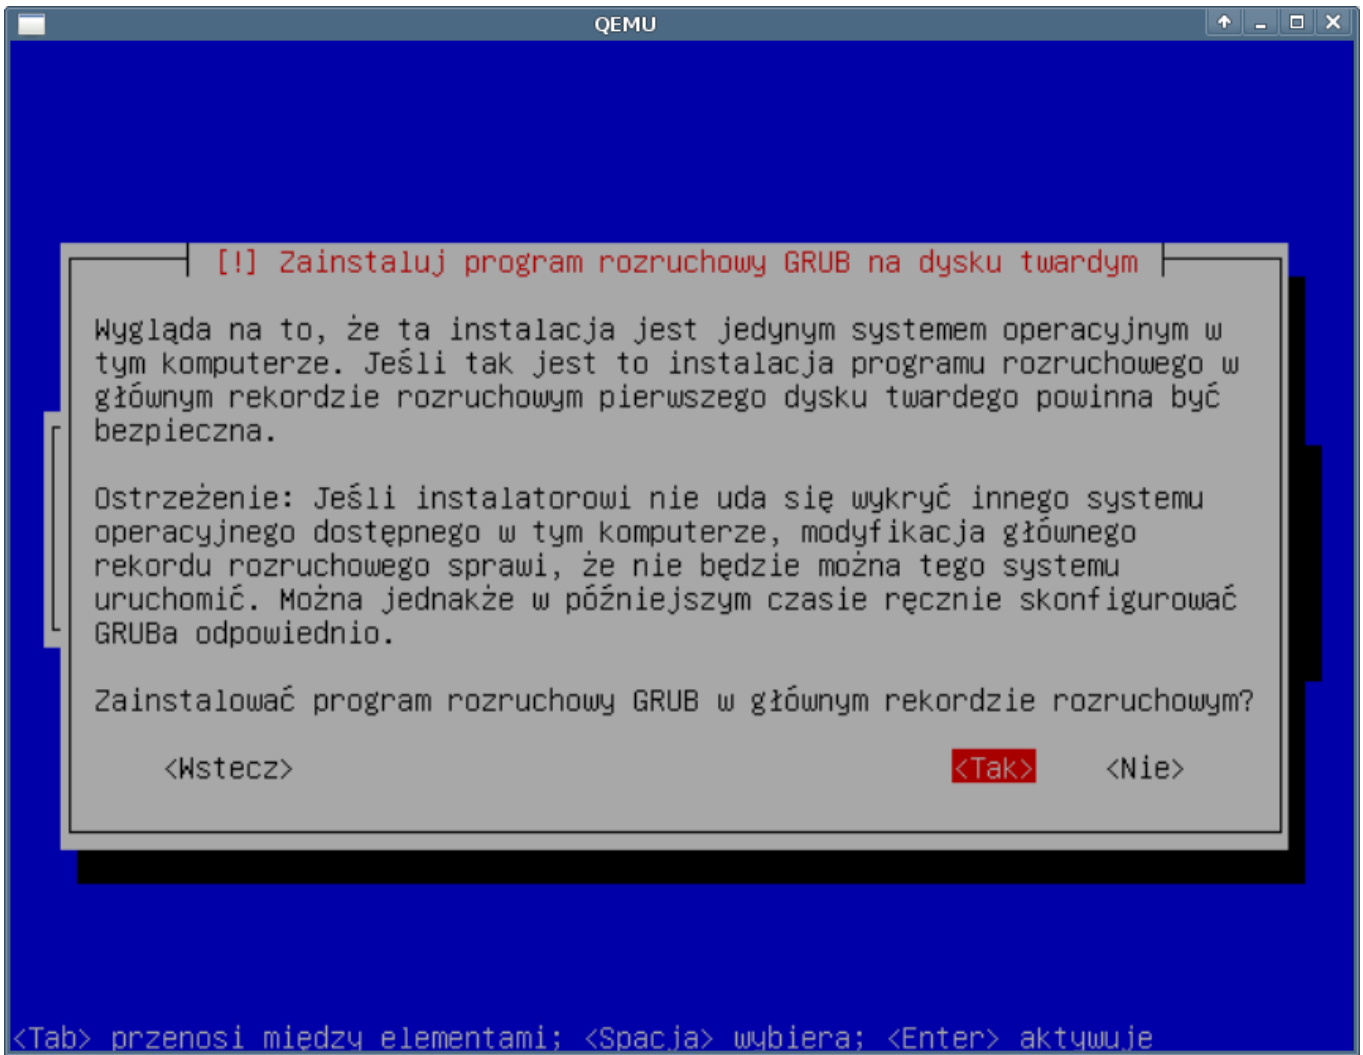 QEMU
[!] Zainstaluj program rozruchowy GRUB na dysku twardym
Wygląda na to, że ta instalacja jest jedynym systemem operacyjnym w
tym komputerze. Jeśli tak jest to instalacja programu rozruchowego w
głównym rekordzie rozruchowym pierwszego dysku twardego powinna być
bezpieczna.
Ostrzeżenie: Jeśli instalatorowi nie uda się wykryć innego systemu
operacyjnego dostępnego w tym komputerze, modyfikacja głównego
rekordu rozruchowego sprawi, że nie będzie można tego systemu
uruchomić. Można jednakże w późniejszym czasie ręcznie skonfigurować
GRUBa odpowiednio.
Zainstalować program rozruchowy GRUB w głównym rekordzie rozruchowym?
<Wstecz> <Tak> <Nie>
<Tab> przenosi między elementami; <Spacja> wybiera; <Enter> aktywuje